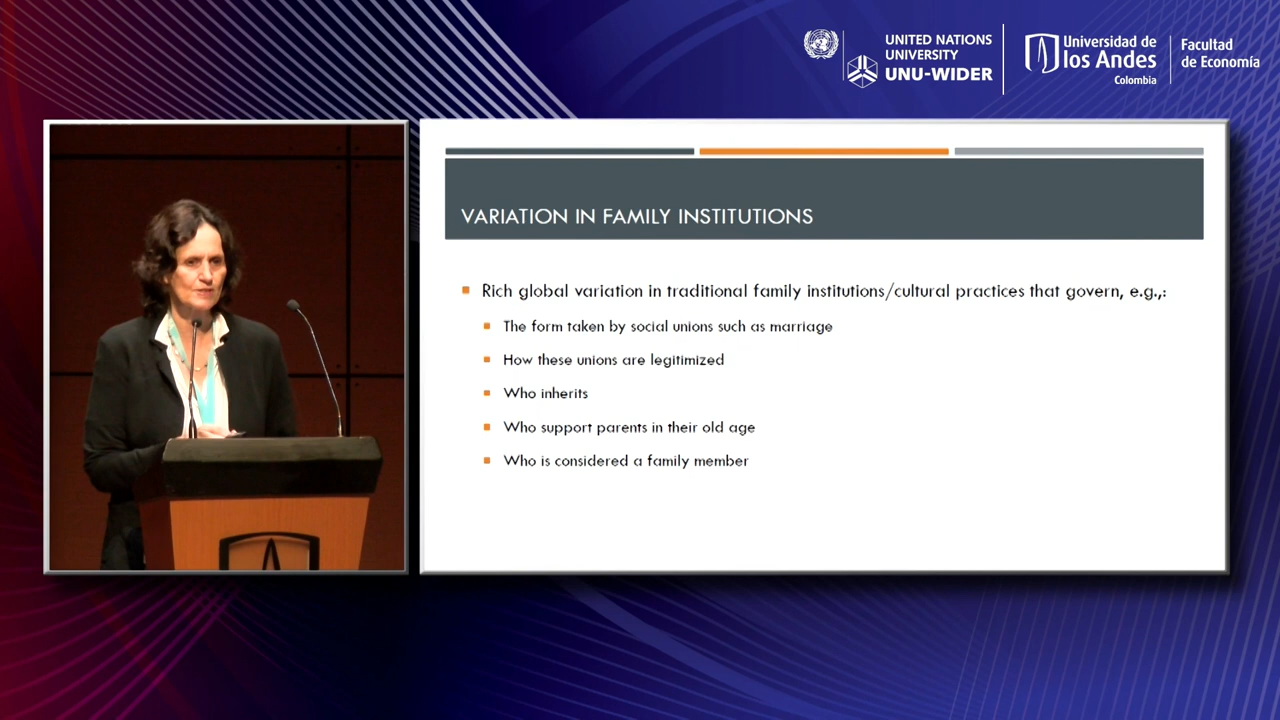 UNITED NATIONS
UNIVERSITY
UNU-WIDER
Universidad de
los Andes
Colombia
Facultad
de Economía
VARIATION IN FAMILY INSTITUTIONS
Rich global variation in traditional family institutions/cultural practices that govern, e.g.,:
The form taken by social unions such as marriage
How these unions are legitimized
Who inherits
Who support parents in their old age
Who is considered a family member